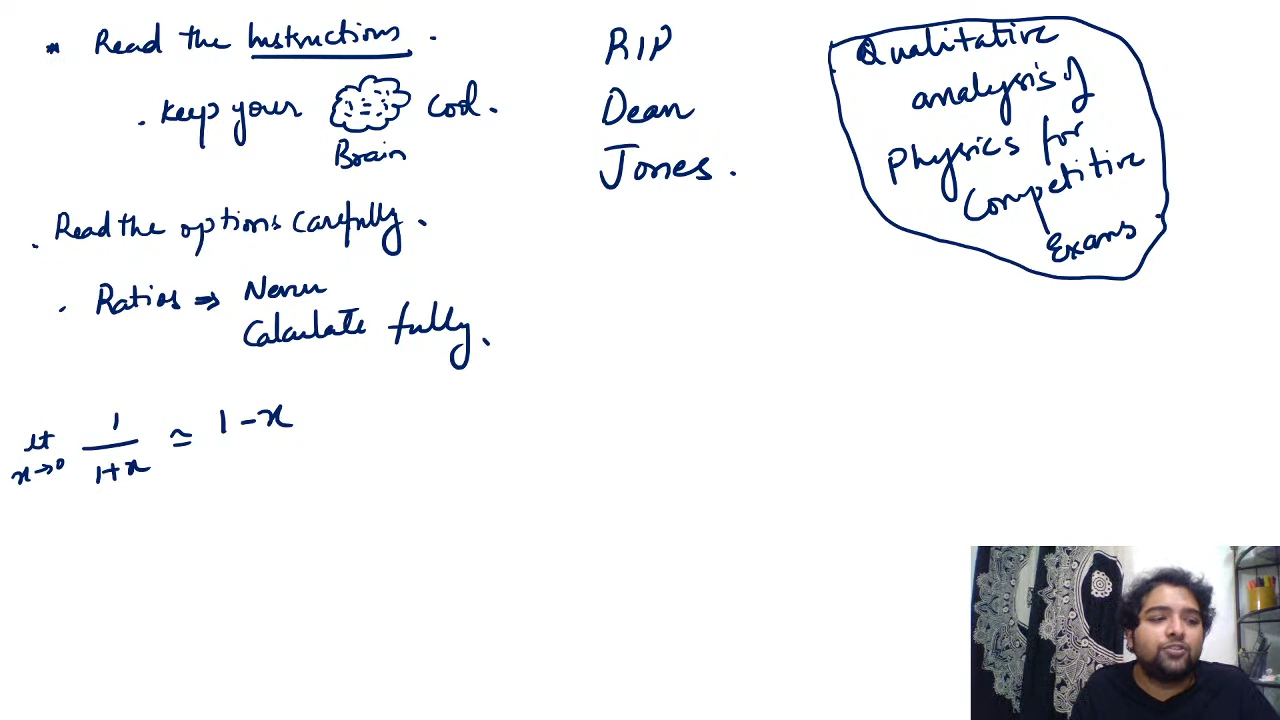 * Read the Instructions .
. keep your cool .
Brain
. Read the options carefully .
. Ratios ⇒ Never
Calculate fully .
lt x→0 1/(1+x) ≃ 1 - x
RIP
Dean
Jones .
Qualitative
analysis of
Physics for
Competitive
Exams